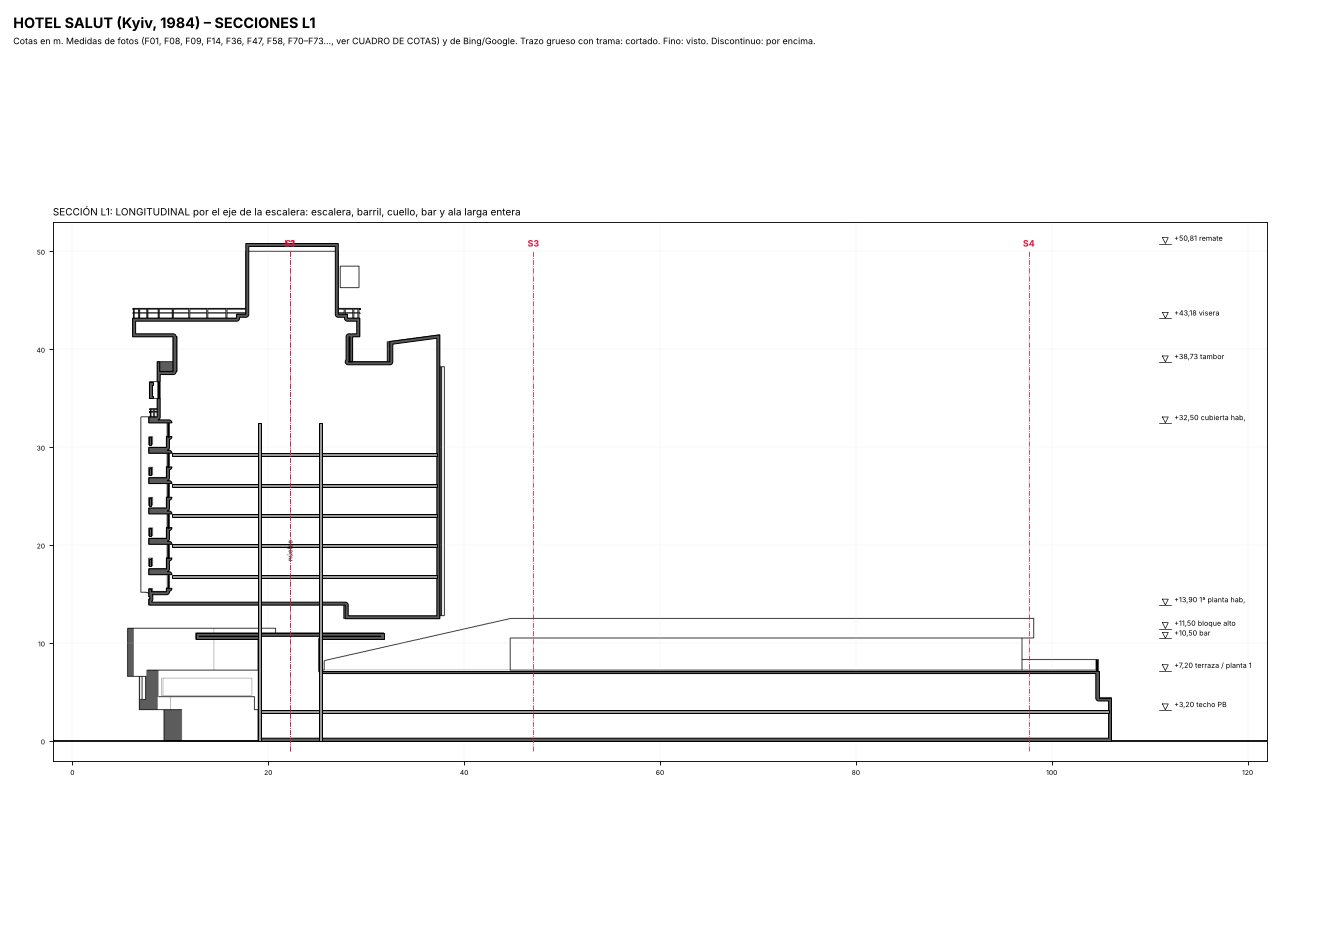 HOTEL SALUT (Kyiv, 1984) – SECCIONES L1
Cotas en m. Medidas de fotos (F01, F08, F09, F14, F36, F47, F58, F70–F73..., ver CUADRO DE COTAS) y de Bing/Google. Trazo grueso con trama: cortado. Fino: visto. Discontinuo: por encima.
SECCIÓN L1: LONGITUDINAL por el eje de la escalera: escalera, barril, cuello, bar y ala larga entera
S3
S4
+50,81 remate
+43,18 visera
+38,73 tambor
+32,50 cubierta hab,
+13,90 1ª planta hab,
+11,50 bloque alto
+10,50 bar
+7,20 terraza / planta 1
+3,20 techo PB
50
40
30
20
10
0
0 20 40 60 80 100 120